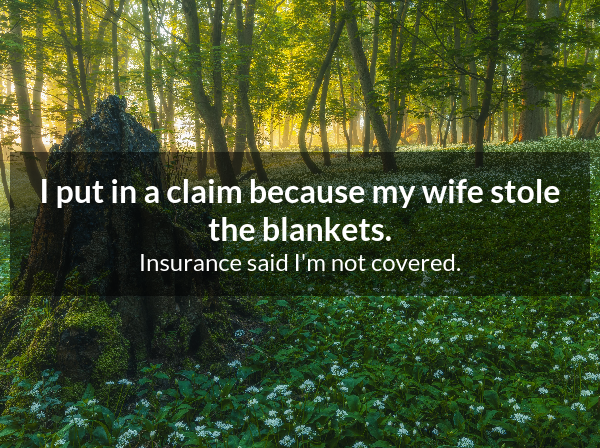 I put in a claim because my wife stole
the blankets.
Insurance said I'm not covered.